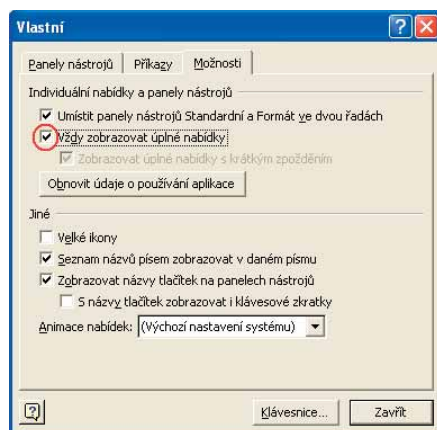 Vlastní
Panely nástrojů Příkazy Možnosti
Individuální nabídky a panely nástrojů
Umístit panely nástrojů Standardní a Formát ve dvou řadách
Vždy zobrazovat úplné nabídky
Zobrazovat úplné nabídky s krátkým zpožděním
Obnovit údaje o používání aplikace
Jiné
Velké ikony
Seznam názvů písem zobrazovat v daném písmu
Zobrazovat názvy tlačítek na panelech nástrojů
S názvy tlačítek zobrazovat i klávesové zkratky
Animace nabídek: (Výchozí nastavení systému)
Klávesnice... Zavřít